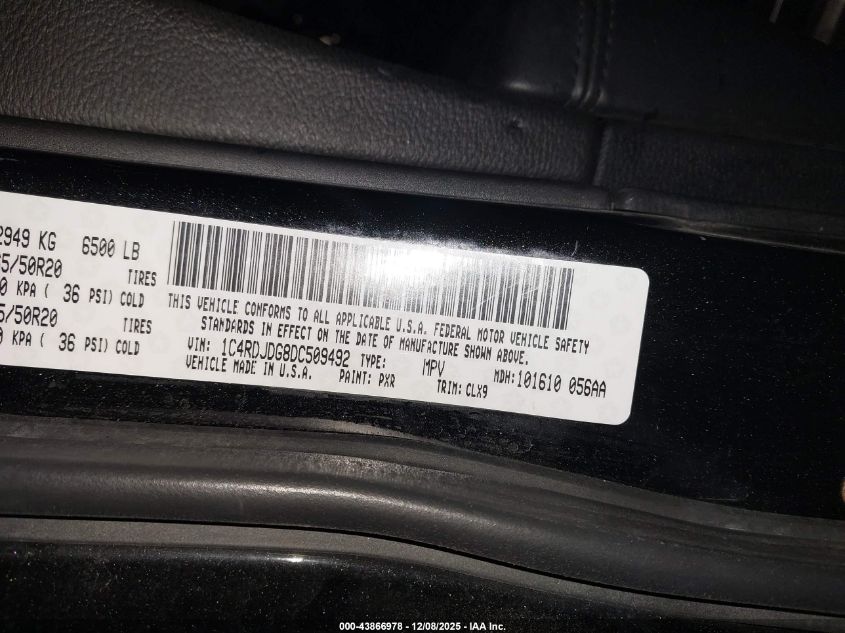 2949 KG 6500 LB
5/50R20 TIRES
0 KPA ( 36 PSI) COLD
5/50R20 TIRES
KPA ( 36 PSI) COLD
THIS VEHICLE CONFORMS TO ALL APPLICABLE U.S.A. FEDERAL MOTOR VEHICLE SAFETY
STANDARDS IN EFFECT ON THE DATE OF MANUFACTURE SHOWN ABOVE.
VIN: 1C4RDJDG8DC509492 TYPE: MPV MDH:101610 056AA
VEHICLE MADE IN U.S.A. PAINT: PXR TRIM: CLX9
000-43866978 - 12/08/2025 - IAA Inc.